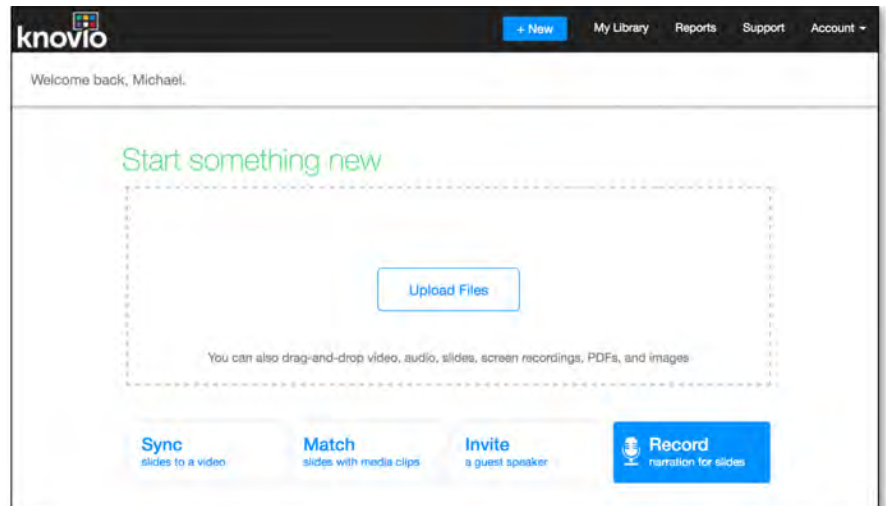 knovio
+ New My Library Reports Support Account
Welcome back, Michael.
Start something new
Upload Files
You can also drag-and-drop video, audio, slides, screen recordings, PDFs, and images
Sync
slides to a video
Match
slides with media clips
Invite
a guest speaker
Record
narration for slides